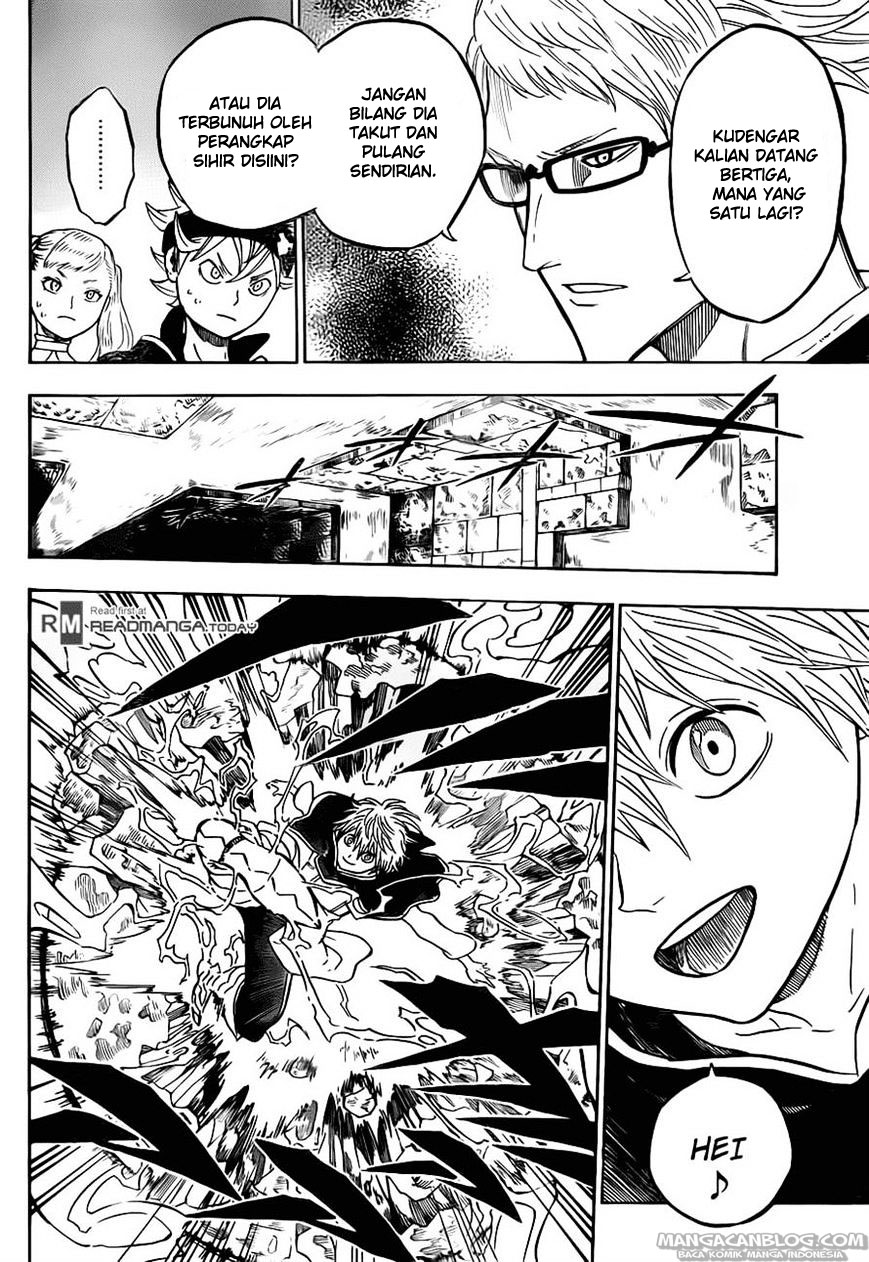 KUDENGAR
KALIAN DATANG
BERTIGA,
MANA YANG
SATU LAGI?
JANGAN
BILANG DIA
TAKUT DAN
PULANG
SENDIRIAN.
ATAU DIA
TERBUNUH OLEH
PERANGKAP
SIHIR DISIINI?
.........
RM
Read first at
READMANGA.TODAY
HEI
♪
MANGACANBLOG.COM
BACA KOMIK MANGA INDONESIA